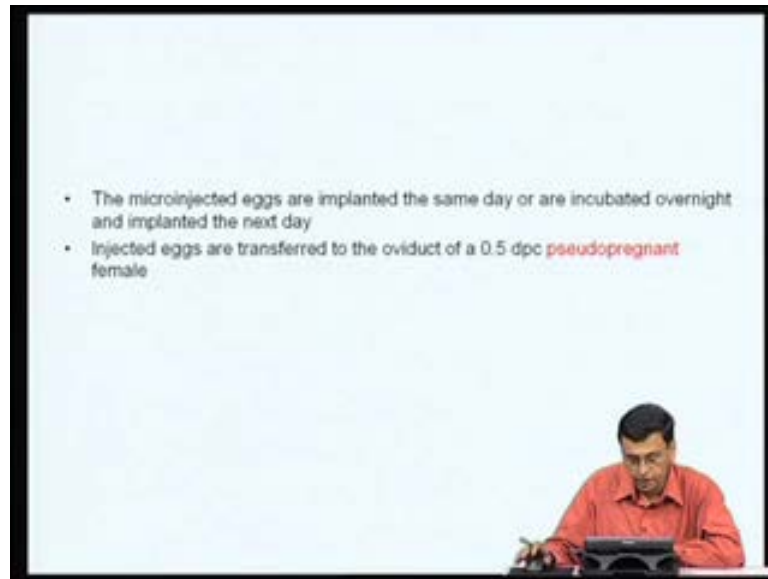 • The microinjected eggs are implanted the same day or are incubated overnight
and implanted the next day
• Injected eggs are transferred to the oviduct of a 0.5 dpc pseudopregnant
female